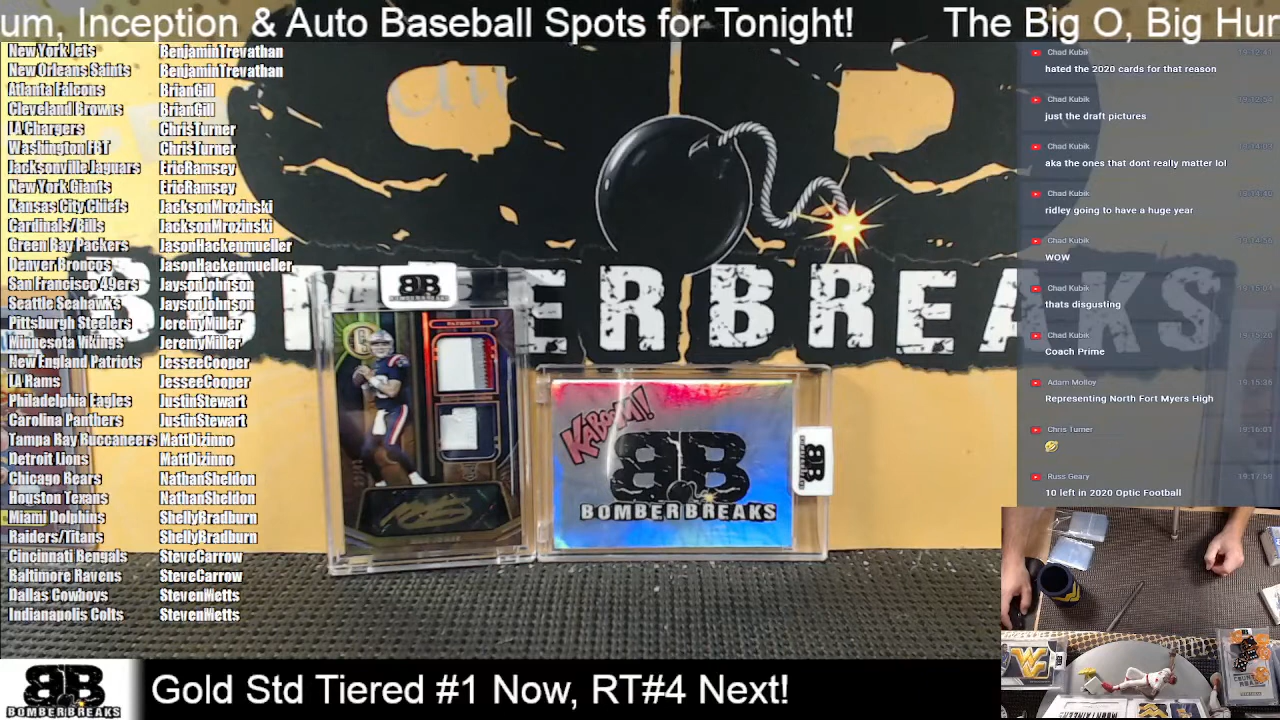 um, Inception & Auto Baseball Spots for Tonight! The Big O, Big Hur
New York Jets BenjaminTrevathan
New Orleans Saints BenjaminTrevathan
Atlanta Falcons BrianGill
Cleveland Browns BrianGill
LA Chargers ChrisTurner
Washington FBT ChrisTurner
Jacksonville Jaguars EricRamsey
New York Giants EricRamsey
Kansas City Chiefs JacksonMrozinski
Cardinals/Bills JacksonMrozinski
Green Bay Packers JasonHackenmueller
Denver Broncos JasonHackenmueller
San Francisco 49ers JaysonJohnson
Seattle Seahawks JaysonJohnson
Pittsburgh Steelers JeremyMiller
Minnesota Vikings JeremyMiller
New England Patriots JesseeCooper
LA Rams JesseeCooper
Philadelphia Eagles JustinStewart
Carolina Panthers JustinStewart
Tampa Bay Buccaneers MattDizinno
Detroit Lions MattDizinno
Chicago Bears NathanSheldon
Houston Texans NathanSheldon
Miami Dolphins ShellyBradburn
Raiders/Titans ShellyBradburn
Cincinnati Bengals SteveCarrow
Baltimore Ravens SteveCarrow
Dallas Cowboys StevenMetts
Indianapolis Colts StevenMetts
BOMBERBREAKS
BB
BOMBERBREAKS
PATRIOTS
KABOOM!
BB
BOMBERBREAKS
BB
Chad Kubik
hated the 2020 cards for that reason
Chad Kubik
just the draft pictures
Chad Kubik
aka the ones that dont really matter lol
Chad Kubik
ridley going to have a huge year
Chad Kubik
WOW
Chad Kubik
thats disgusting
Chad Kubik
Coach Prime
Adam Molloy
Representing North Fort Myers High
Chris Turner
Russ Geary
10 left in 2020 Optic Football
BB
BOMBERBREAKS
Gold Std Tiered #1 Now, RT#4 Next!